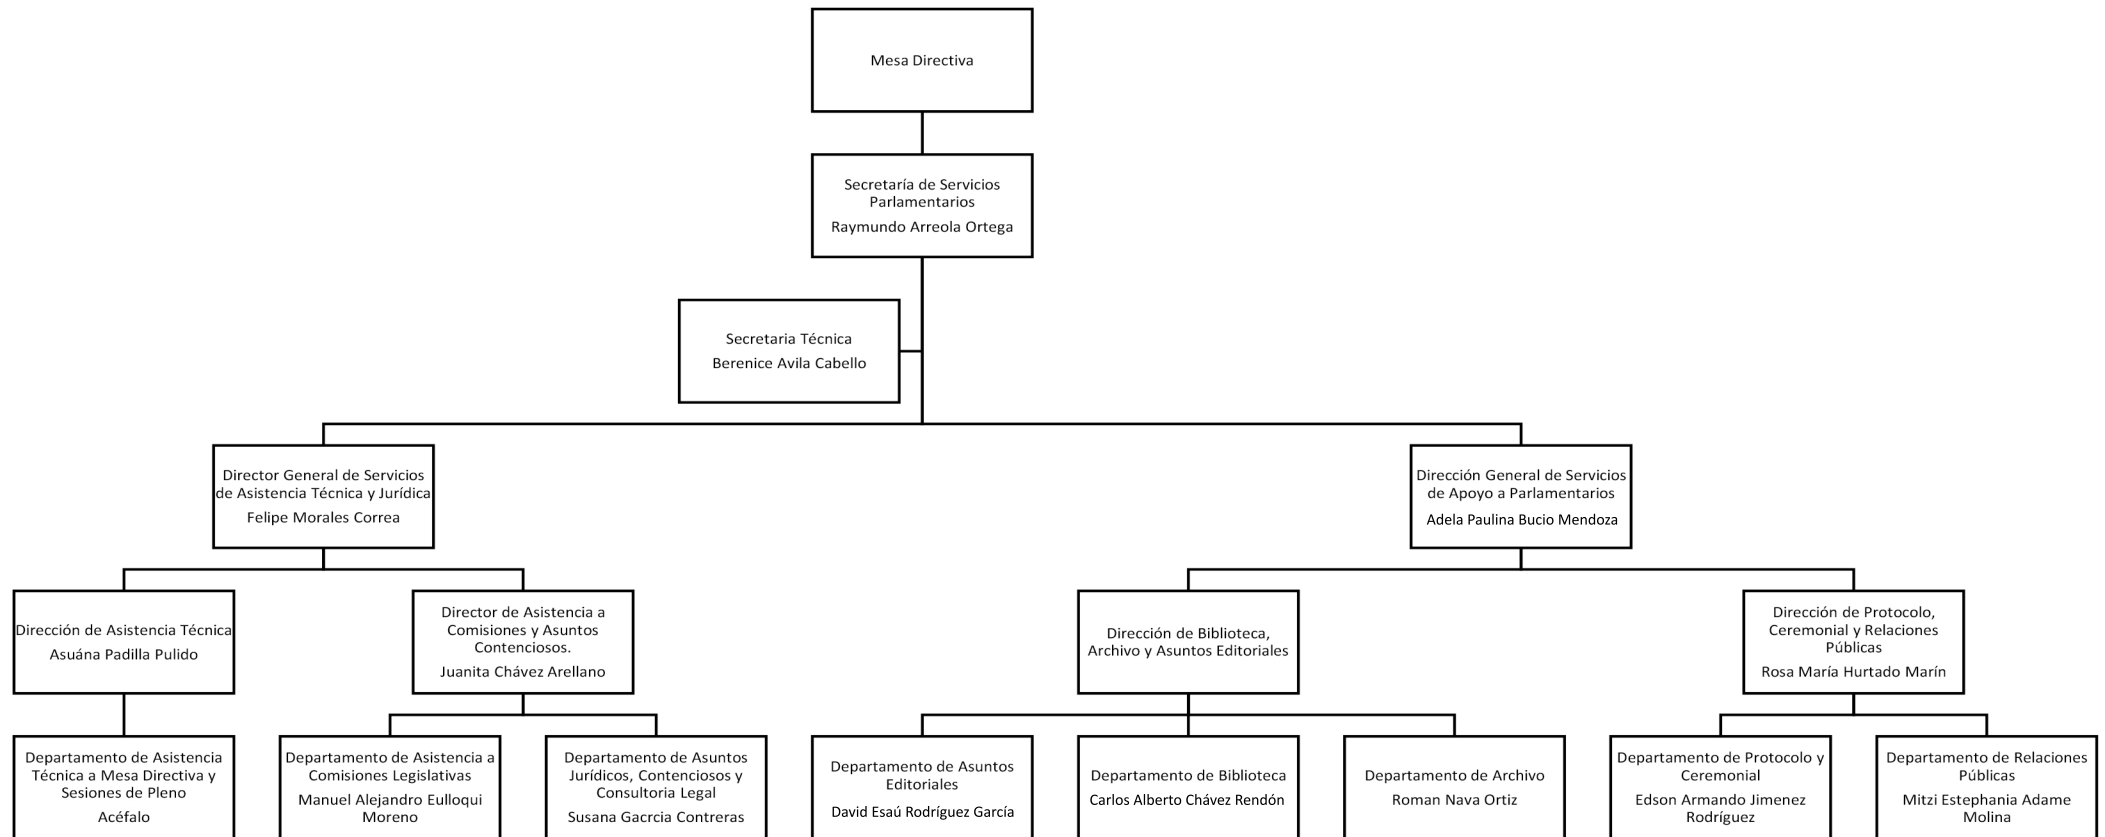 Mesa Directiva
Secretaría de Servicios
Parlamentarios
Raymundo Arreola Ortega
Secretaria Técnica
Berenice Avila Cabello
Director General de Servicios
de Asistencia Técnica y Jurídica
Felipe Morales Correa
Dirección General de Servicios
de Apoyo a Parlamentarios
Adela Paulina Bucio Mendoza
Dirección de Asistencia Técnica
Asuána Padilla Pulido
Director de Asistencia a
Comisiones y Asuntos
Contenciosos.
Juanita Chávez Arellano
Dirección de Biblioteca,
Archivo y Asuntos Editoriales
Dirección de Protocolo,
Ceremonial y Relaciones
Públicas
Rosa María Hurtado Marín
Departamento de Asistencia
Técnica a Mesa Directiva y
Sesiones de Pleno
Acéfalo
Departamento de Asistencia a
Comisiones Legislativas
Manuel Alejandro Eulloqui
Moreno
Departamento de Asuntos
Jurídicos, Contenciosos y
Consultoria Legal
Susana Gacrcia Contreras
Departamento de Asuntos
Editoriales
David Esaú Rodríguez García
Departamento de Biblioteca
Carlos Alberto Chávez Rendón
Departamento de Archivo
Roman Nava Ortiz
Departamento de Protocolo y
Ceremonial
Edson Armando Jimenez
Rodríguez
Departamento de Relaciones
Públicas
Mitzi Estephania Adame
Molina